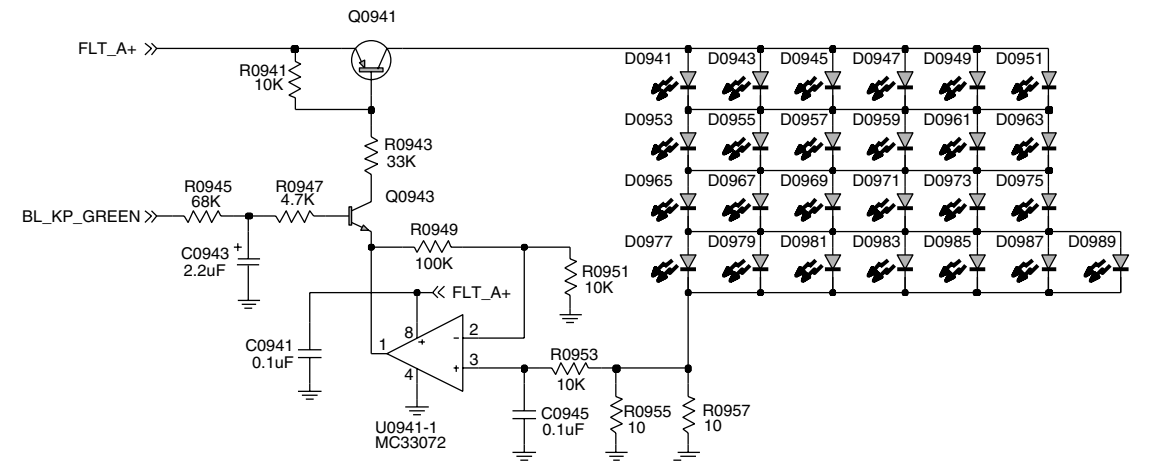 Q0941
FLT_A+
R0941
10K
D0941
D0943
D0945
D0947
D0949
D0951
D0953
D0955
D0957
D0959
D0961
D0963
R0943
33K
R0945
68K
R0947
4.7K
Q0943
D0965
D0967
D0969
D0971
D0973
D0975
BL_KP_GREEN
R0949
100K
D0977
D0979
D0981
D0983
D0985
D0987
D0989
+
C0943
2.2uF
R0951
10K
FLT_A+
8
+
1
-
2
C0941
0.1uF
4
+
3
R0953
10K
U0941-1
MC33072
C0945
0.1uF
R0955
10
R0957
10